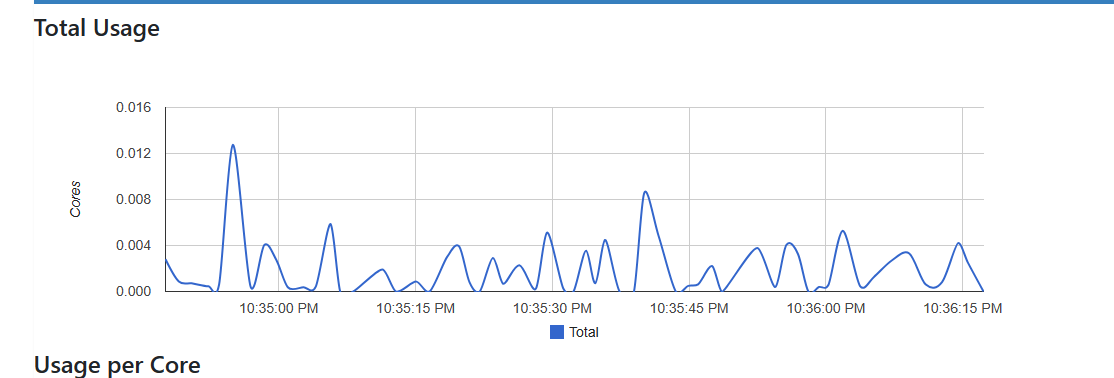 Total Usage
0.016
0.012
0.008
0.004
0.000
Cores
10:35:00 PM 10:35:15 PM 10:35:30 PM 10:35:45 PM 10:36:00 PM 10:36:15 PM
Total
Usage per Core